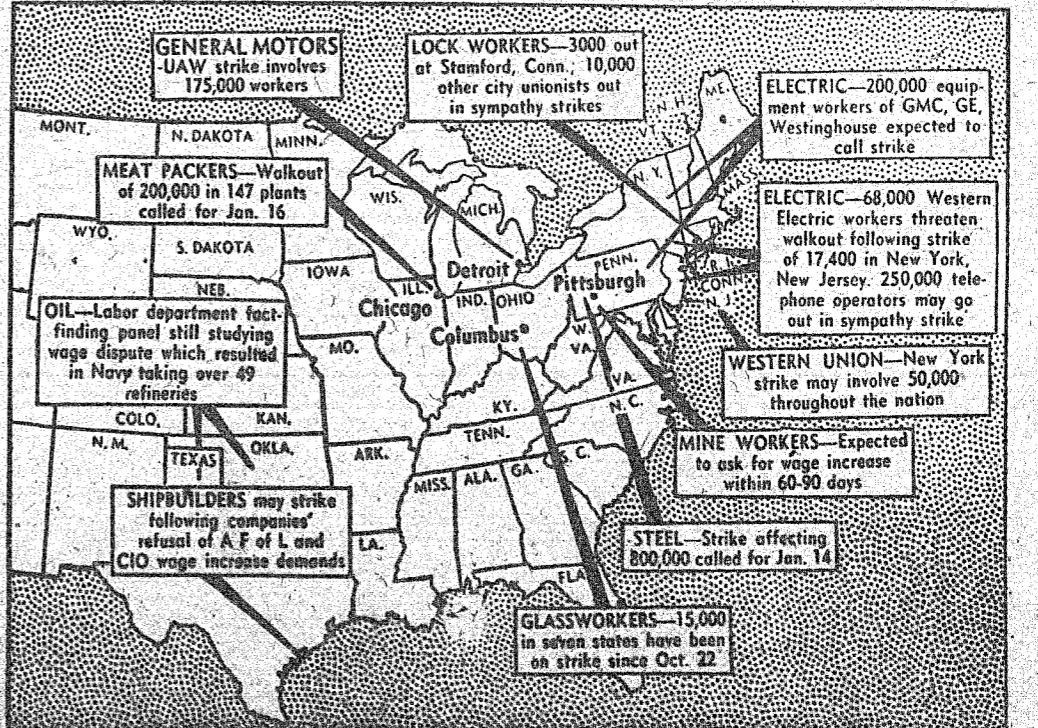 GENERAL MOTORS
-UAW strike involves
175,000 workers
LOCK WORKERS—3000 out
at Stamford, Conn.; 10,000
other city unionists out
in sympathy strikes
ELECTRIC—200,000 equip-
ment workers of GMC, GE,
Westinghouse expected to
call strike
MEAT PACKERS—Walkout
of 200,000 in 147 plants
called for Jan. 16
ELECTRIC—68,000 Western
Electric workers threaten
walkout following strike
of 17,400 in New York,
New Jersey. 250,000 tele-
phone operators may go
out in sympathy strike
OIL—Labor department fact-
finding panel still studying
wage dispute which resulted
in Navy taking over 49
refineries
WESTERN UNION—New York
strike may involve 50,000
throughout the nation
MINE WORKERS—Expected
to ask for wage increase
within 60-90 days
SHIPBUILDERS may strike
following companies'
refusal of A F of L and
CIO wage increase demands
STEEL—Strike affecting
800,000 called for Jan. 14
GLASSWORKERS—15,000
in seven states have been
on strike since Oct. 22
MONT.
N. DAKOTA
MINN.
WIS.
MICH.
N. Y.
VT.
N. H.
ME.
MASS.
R. I.
CONN.
N. J.
WYO.
S. DAKOTA
IOWA
NEB.
ILL.
IND.
OHIO
PENN.
Detroit
Chicago
Pittsburgh
Columbus
MO.
W.
VA.
VA.
COLO.
KAN.
KY.
N. C.
N. M.
TEXAS
OKLA.
ARK.
TENN.
MISS.
ALA.
GA.
S. C.
LA.
FLA